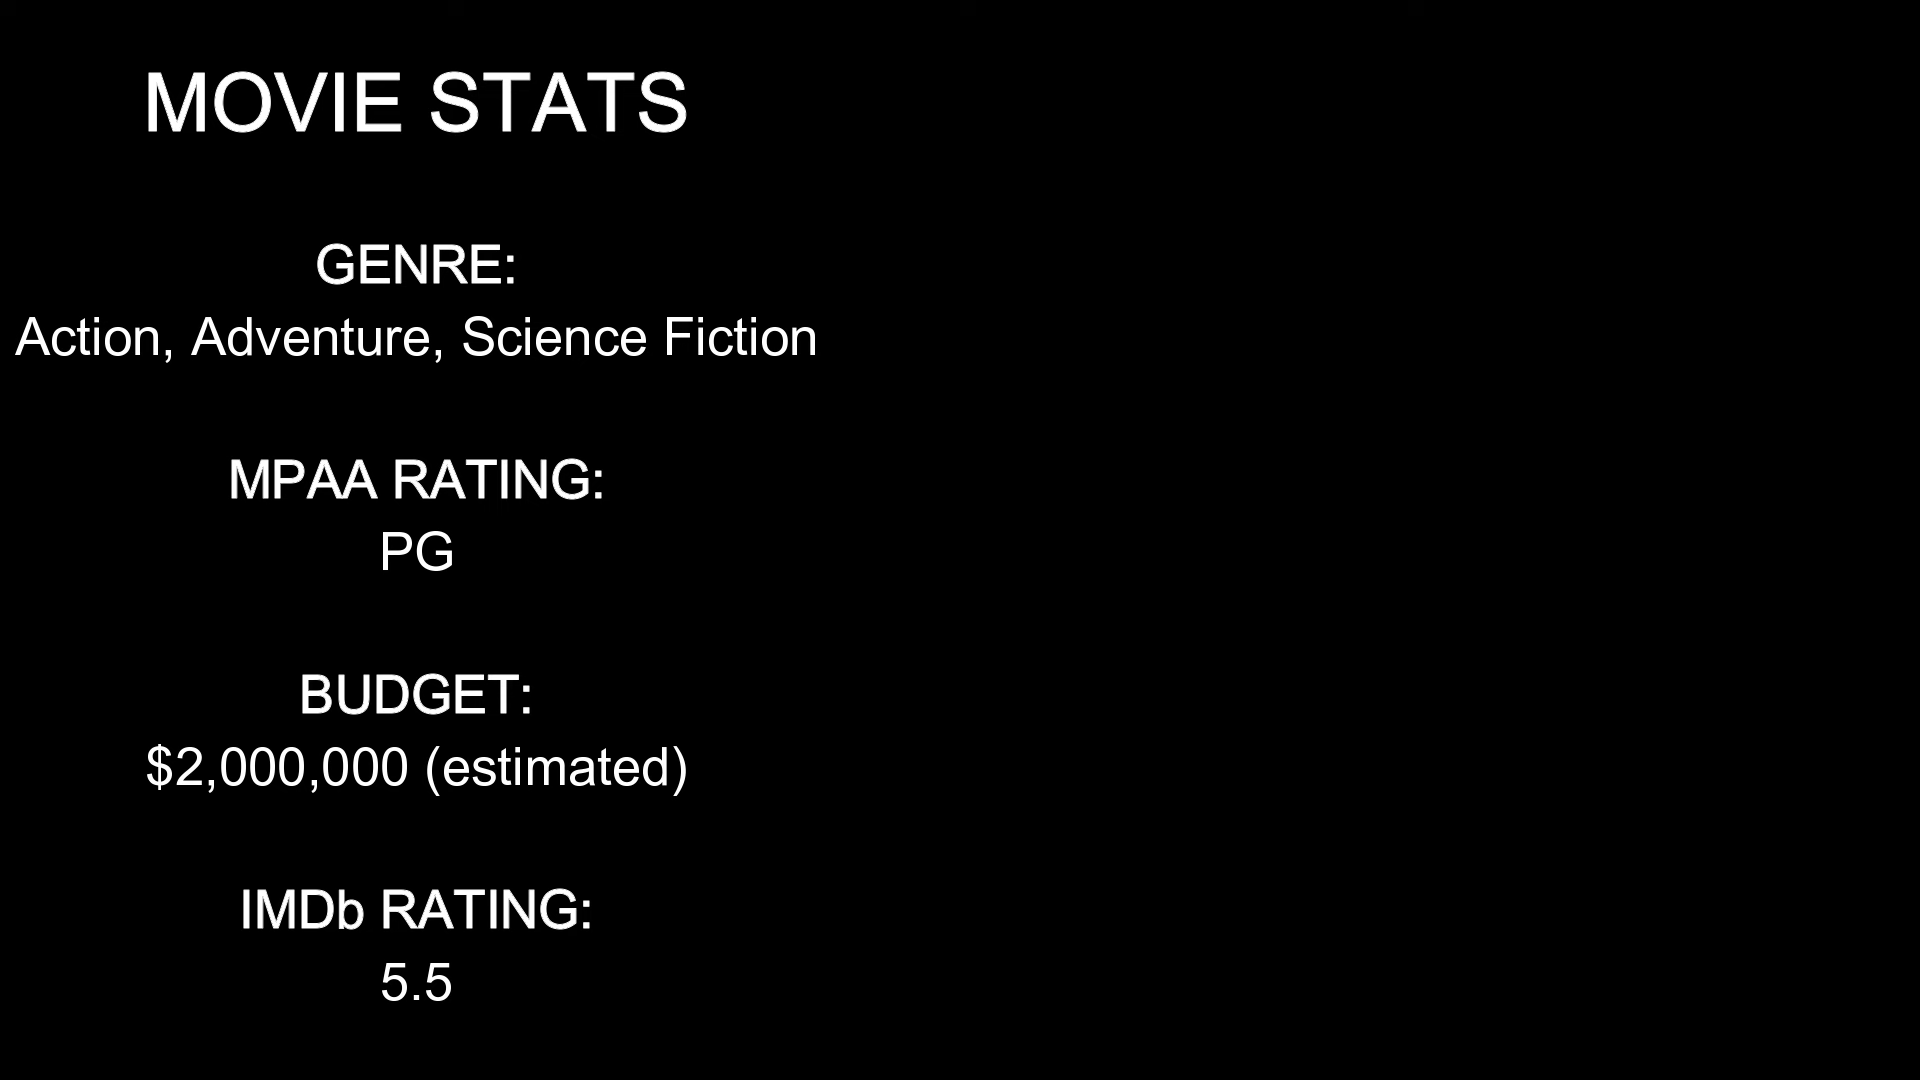 MOVIE STATS
GENRE:
Action, Adventure, Science Fiction
MPAA RATING:
PG
BUDGET:
$2,000,000 (estimated)
IMDb RATING:
5.5